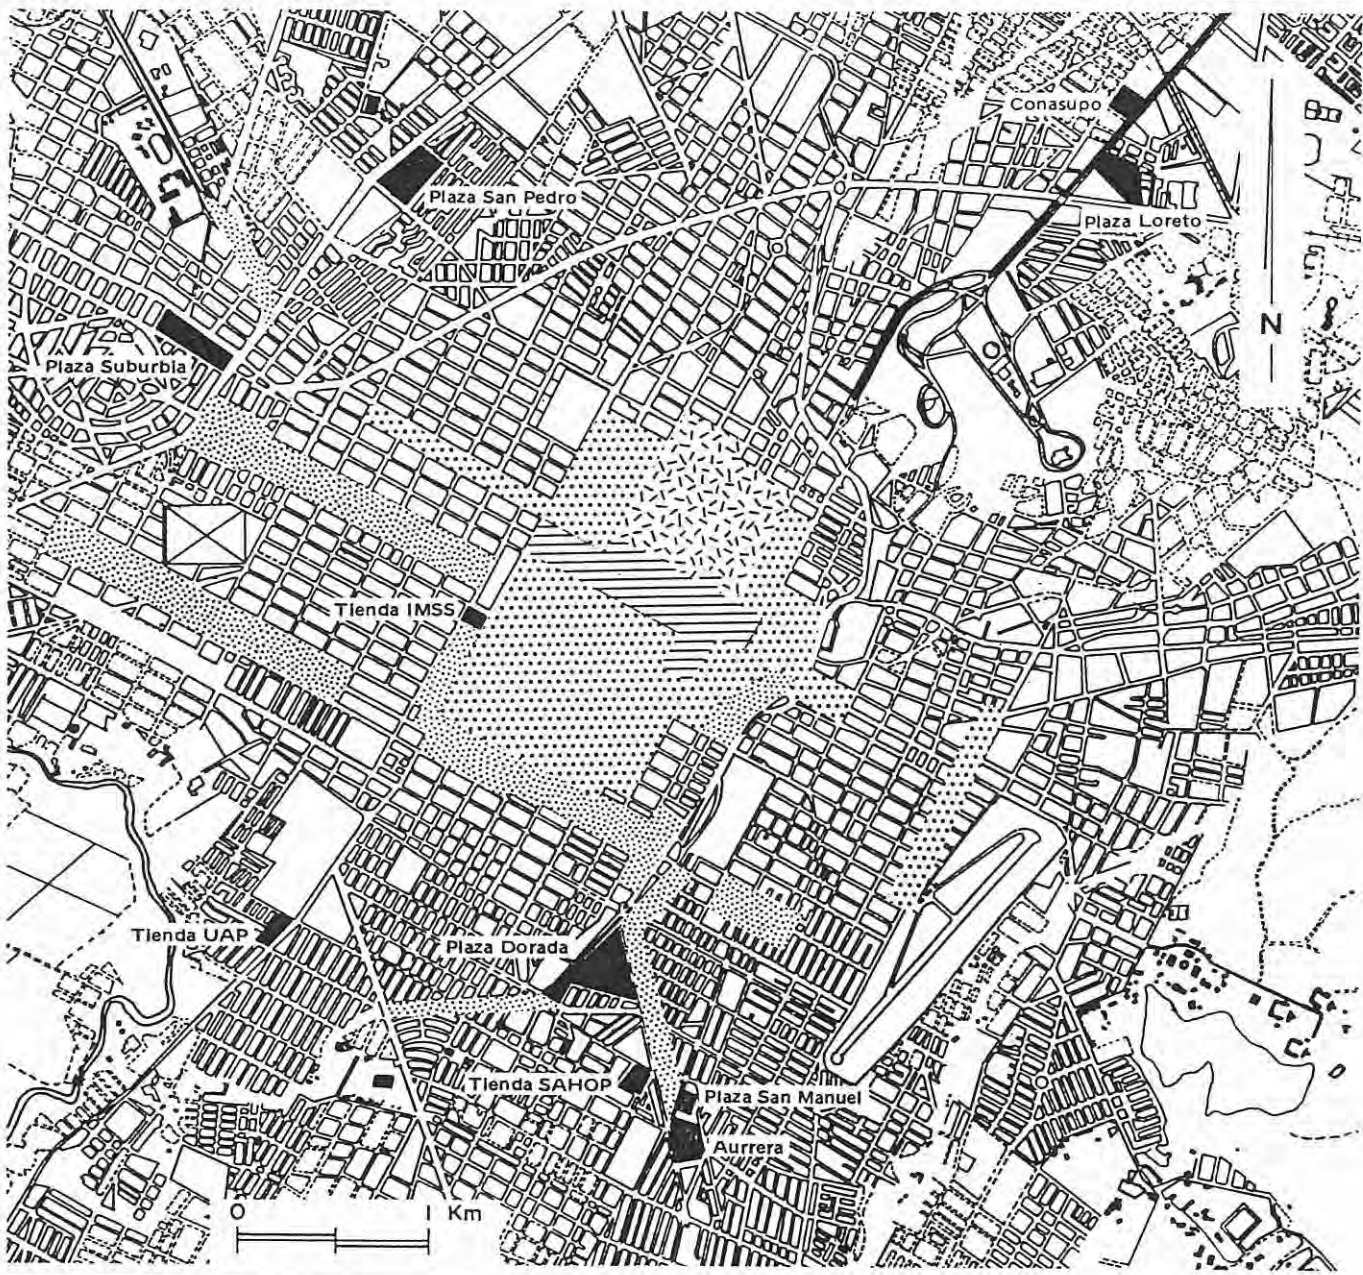 Conasupo
Plaza San Pedro
Plaza Loreto
N
Plaza Suburbia
Tienda IMSS
Tienda UAP
Plaza Dorada
Tienda SAHOP
Plaza San Manuel
Aurrera
0 1 Km